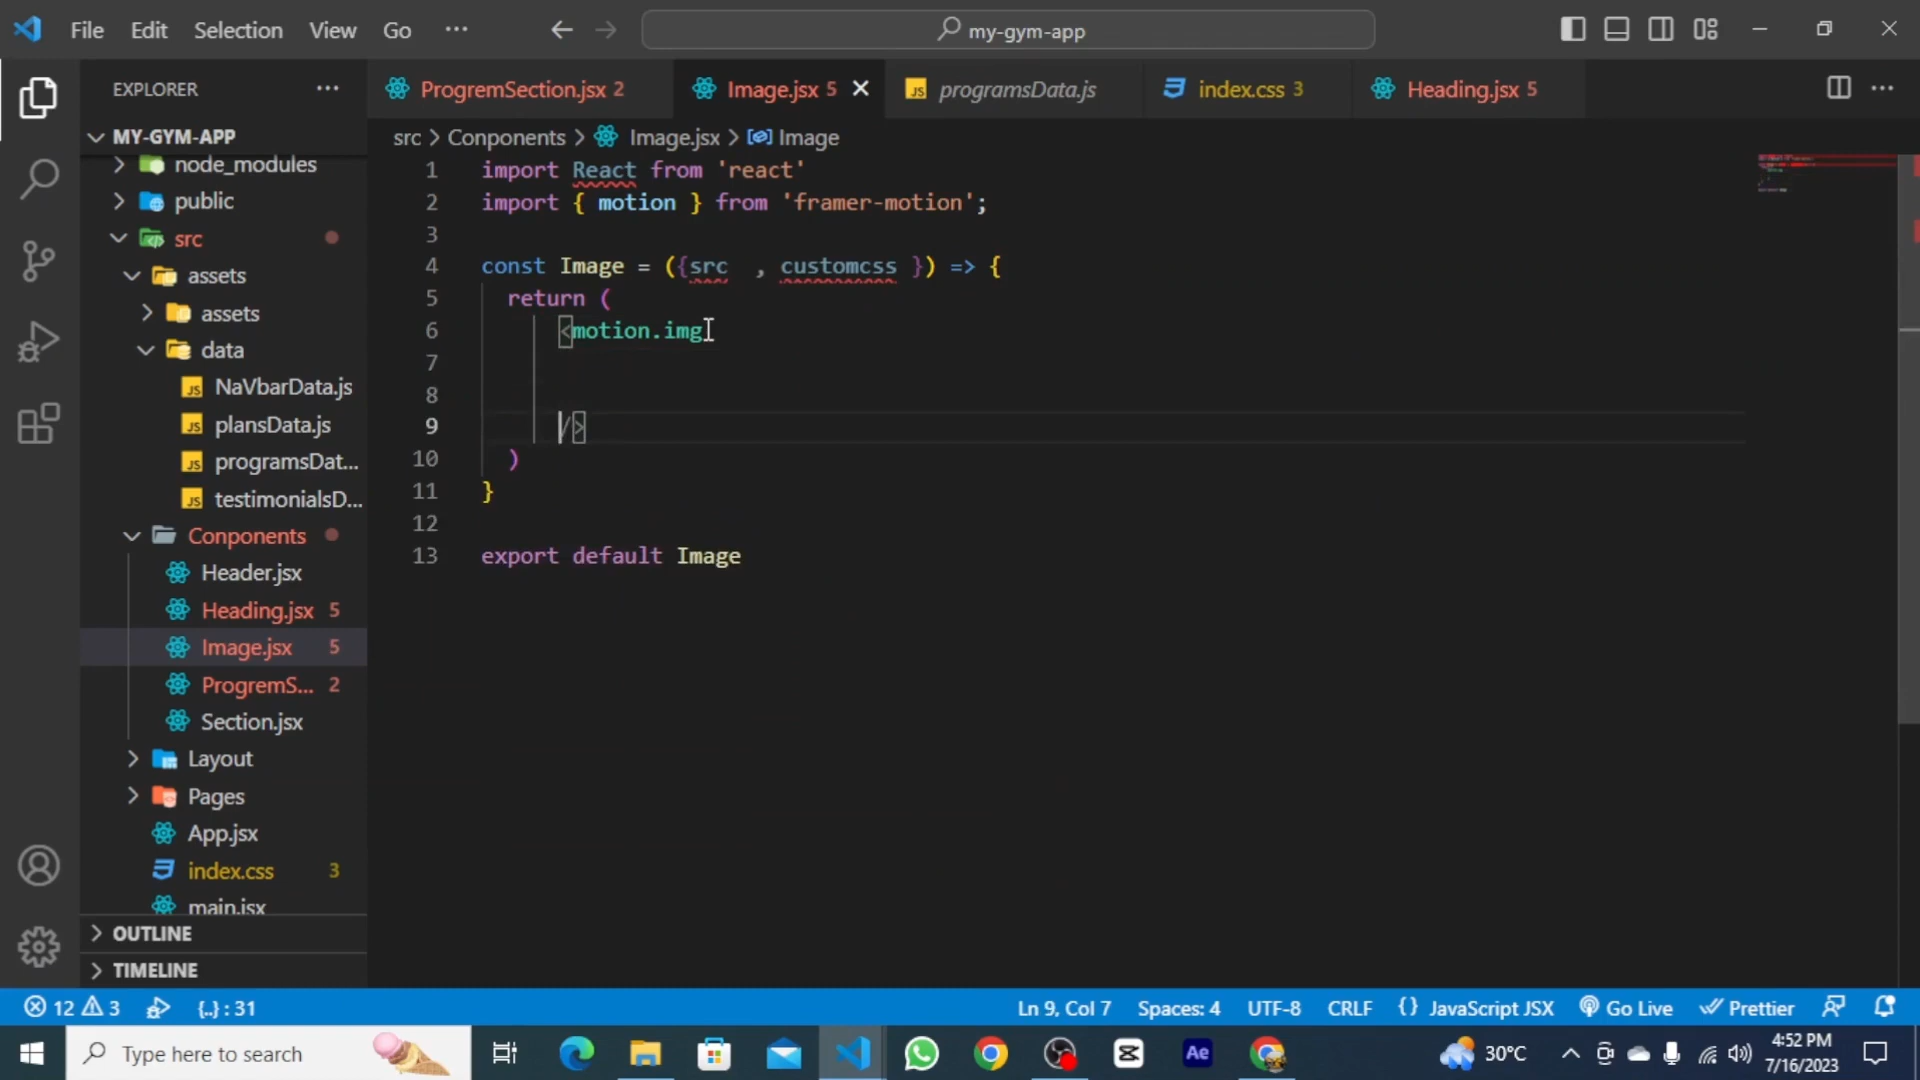 File Edit Selection View Go ···
my-gym-app
EXPLORER ···
ProgremSection.jsx 2
Image.jsx 5
programsData.js
index.css 3
Heading.jsx 5
src > Conponents > Image.jsx > Image
MY-GYM-APP
node_modules
public
src
assets
assets
data
NaVbarData.js
plansData.js
programsDat...
testimonialsD...
Conponents
Header.jsx
Heading.jsx 5
Image.jsx 5
ProgremS... 2
Section.jsx
Layout
Pages
App.jsx
index.css 3
main.jsx
OUTLINE
TIMELINE
1 import React from 'react'
2 import { motion } from 'framer-motion';
3
4 const Image = ({src , customcss }) => {
5 return (
6 <motion.img
7
8
9 />
10 )
11 }
12
13 export default Image
12 3 {..} : 31
Ln 9, Col 7 Spaces: 4 UTF-8 CRLF {} JavaScript JSX Go Live Prettier
Type here to search
Ae
30°C
4:52 PM
7/16/2023